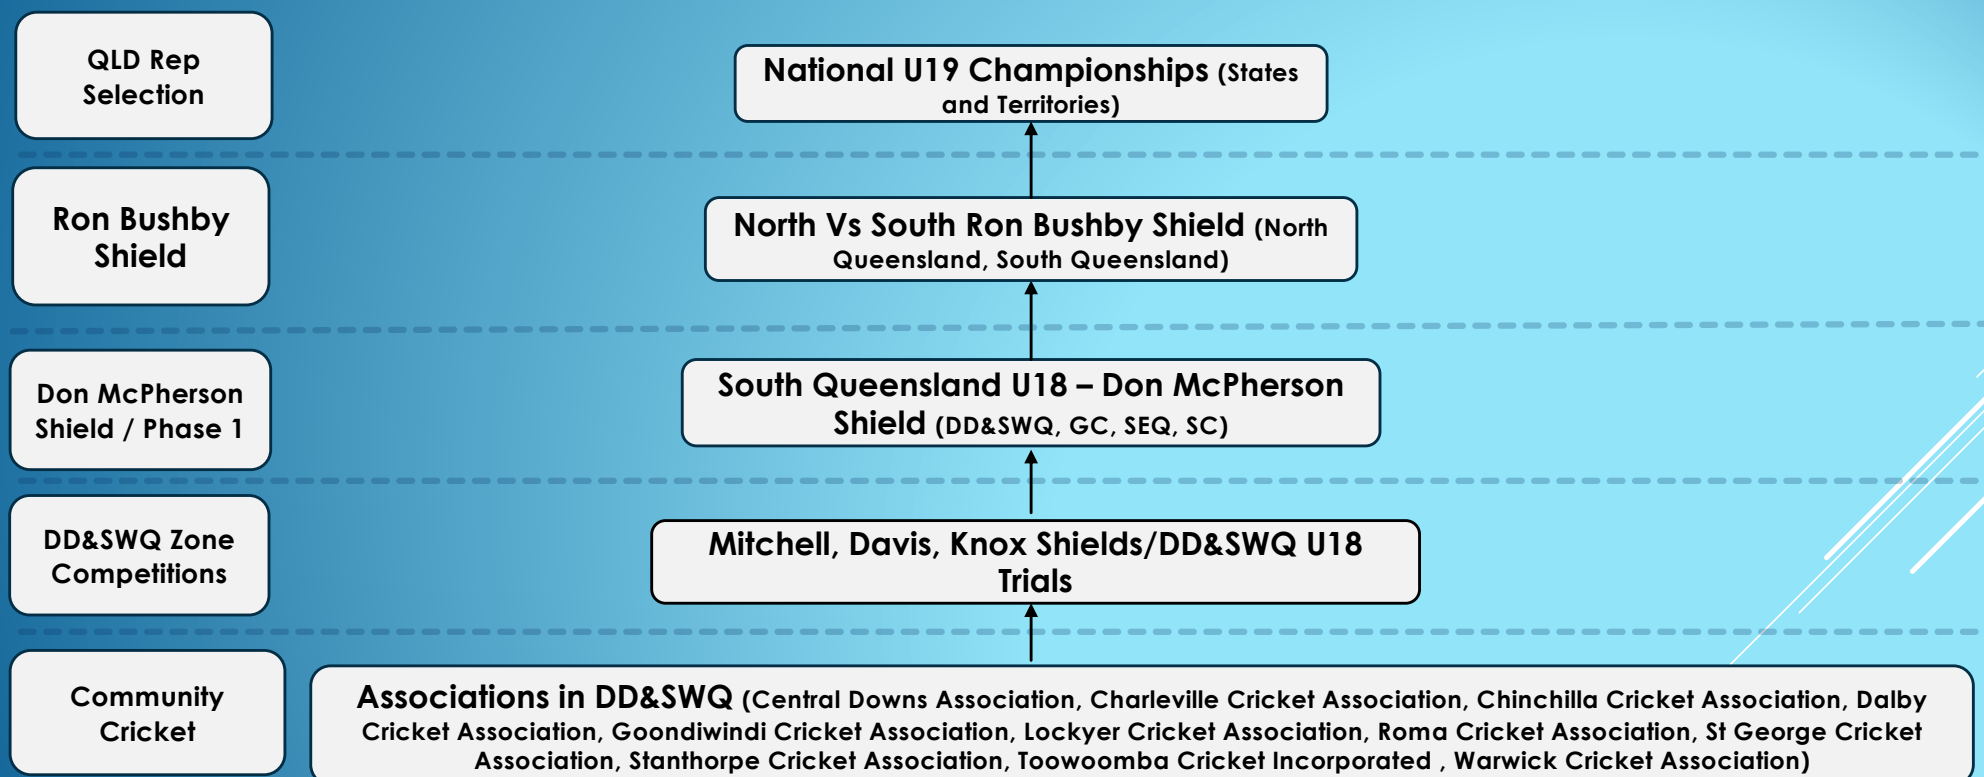 QLD Rep
Selection
National U19 Championships (States
and Territories)
Ron Bushby
Shield
North Vs South Ron Bushby Shield (North
Queensland, South Queensland)
Don McPherson
Shield / Phase 1
South Queensland U18 – Don McPherson
Shield (DD&SWQ, GC, SEQ, SC)
DD&SWQ Zone
Competitions
Mitchell, Davis, Knox Shields/DD&SWQ U18
Trials
Community
Cricket
Associations in DD&SWQ (Central Downs Association, Charleville Cricket Association, Chinchilla Cricket Association, Dalby
Cricket Association, Goondiwindi Cricket Association, Lockyer Cricket Association, Roma Cricket Association, St George Cricket
Association, Stanthorpe Cricket Association, Toowoomba Cricket Incorporated , Warwick Cricket Association)